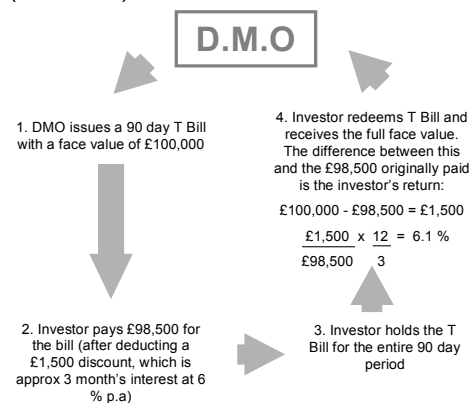 D.M.O
1. DMO issues a 90 day T Bill
with a face value of £100,000
2. Investor pays £98,500 for
the bill (after deducting a
£1,500 discount, which is
approx 3 month's interest at 6
% p.a)
3. Investor holds the T
Bill for the entire 90 day
period
4. Investor redeems T Bill and
receives the full face value.
The difference between this
and the £98,500 originally paid
is the investor's return:
£100,000 - £98,500 = £1,500
£1,500 x 12 = 6.1 %
£98,500 3